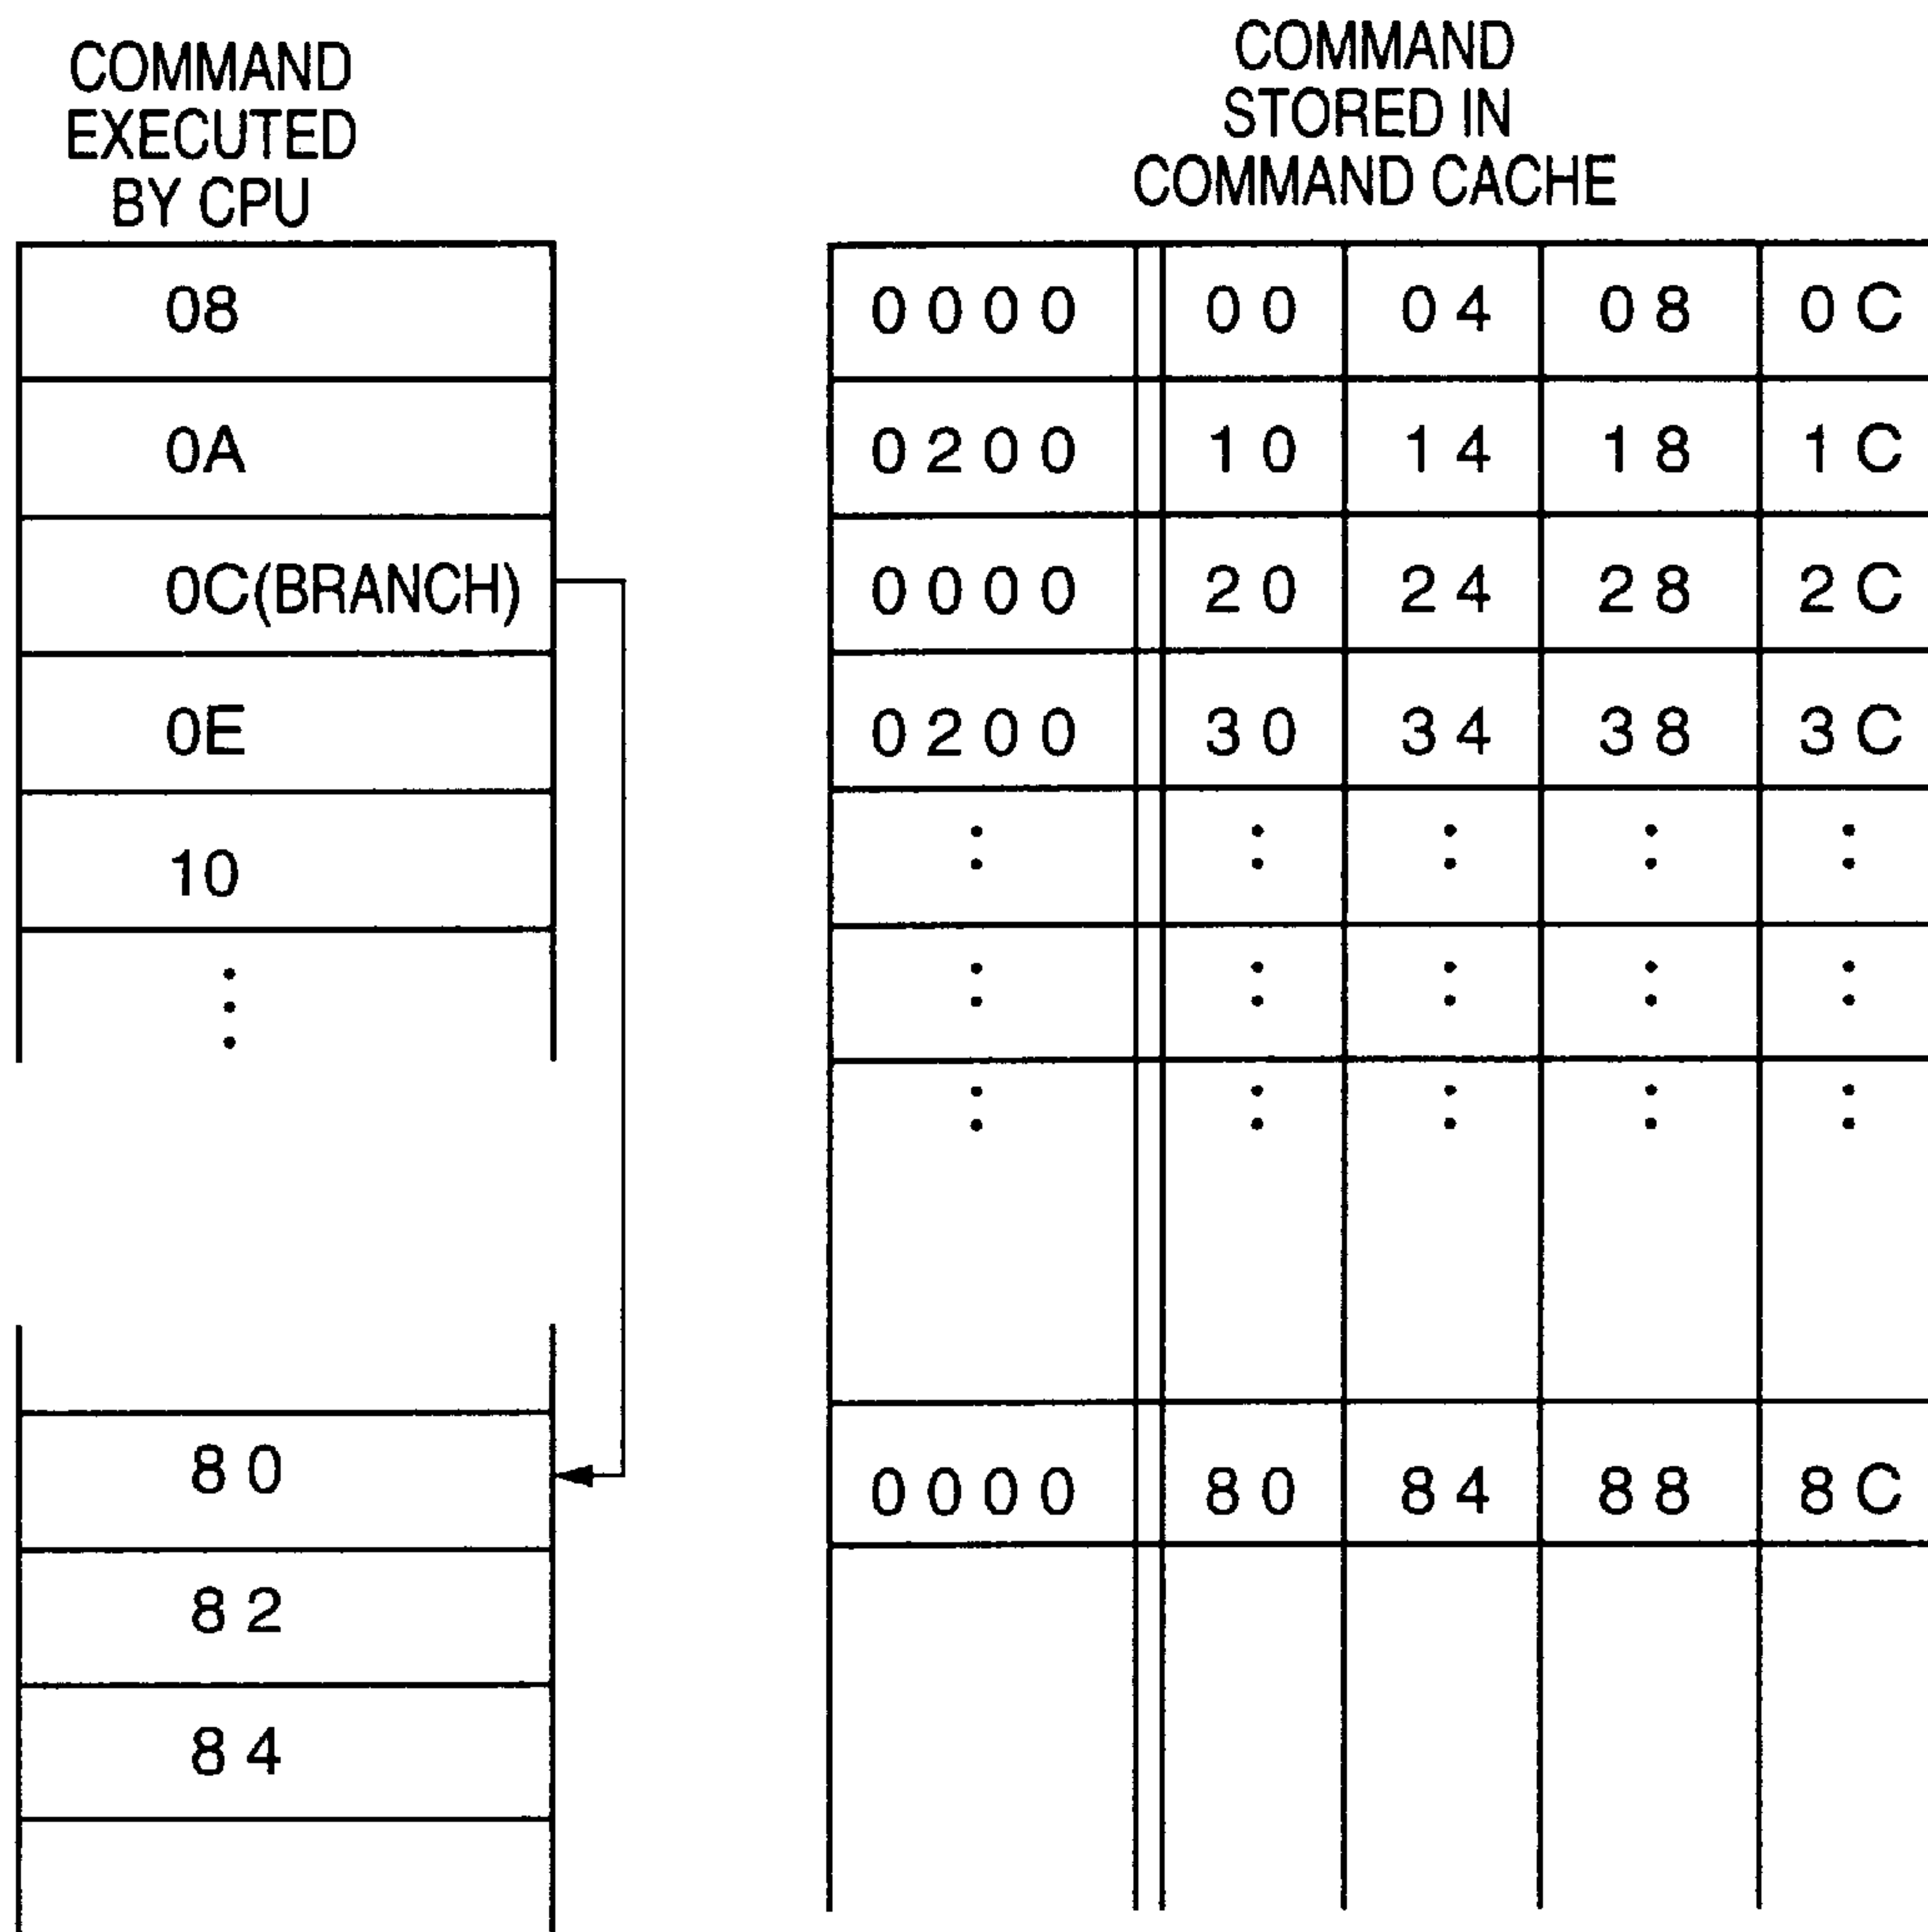 COMMAND
EXECUTED
BY CPU
08
0A
0C(BRANCH)
0E
10
80
82
84
COMMAND
STORED IN
COMMAND CACHE
0000 00 04 08 0C
0200 10 14 18 1C
0000 20 24 28 2C
0200 30 34 38 3C
0000 80 84 88 8C